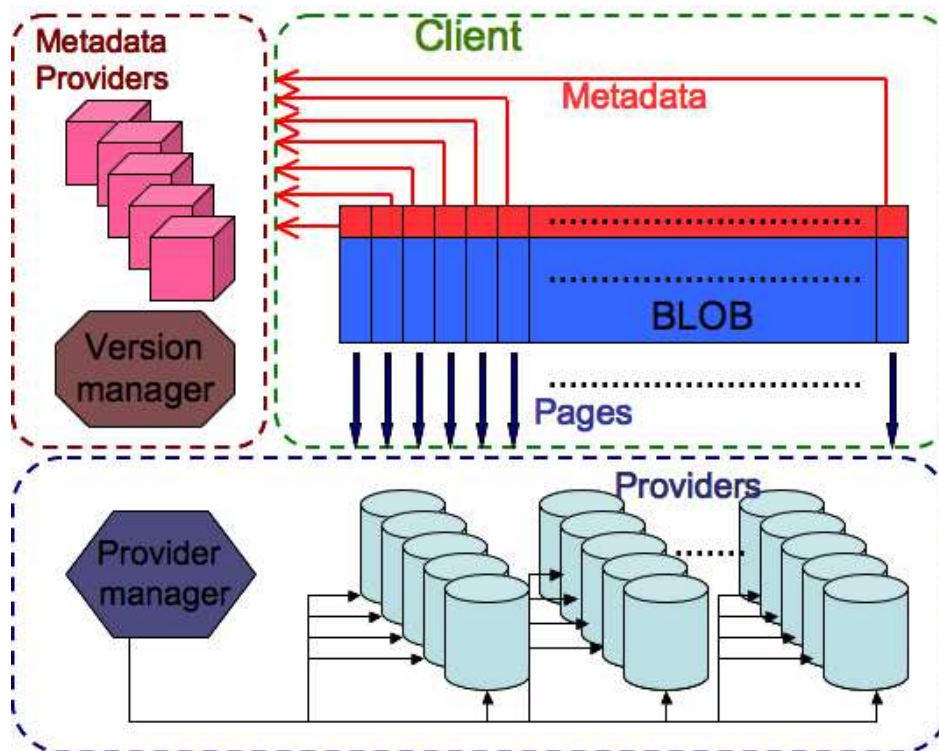 Metadata
Providers
Client
Metadata
BLOB
Version
manager
Pages
Providers
Provider
manager